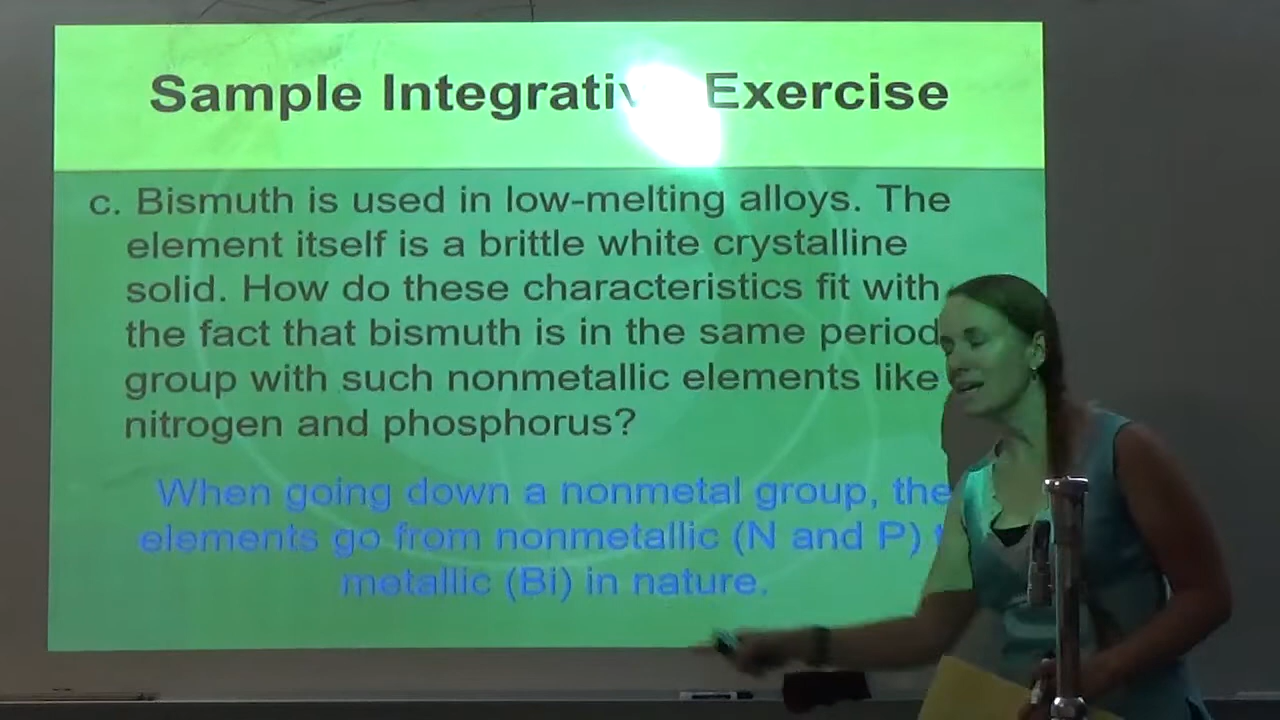 Sample Integrative Exercise
c. Bismuth is used in low-melting alloys. The
element itself is a brittle white crystalline
solid. How do these characteristics fit with
the fact that bismuth is in the same period
group with such nonmetallic elements like
nitrogen and phosphorus?
When going down a nonmetal group, the
elements go from nonmetallic (N and P)
metallic (Bi) in nature.